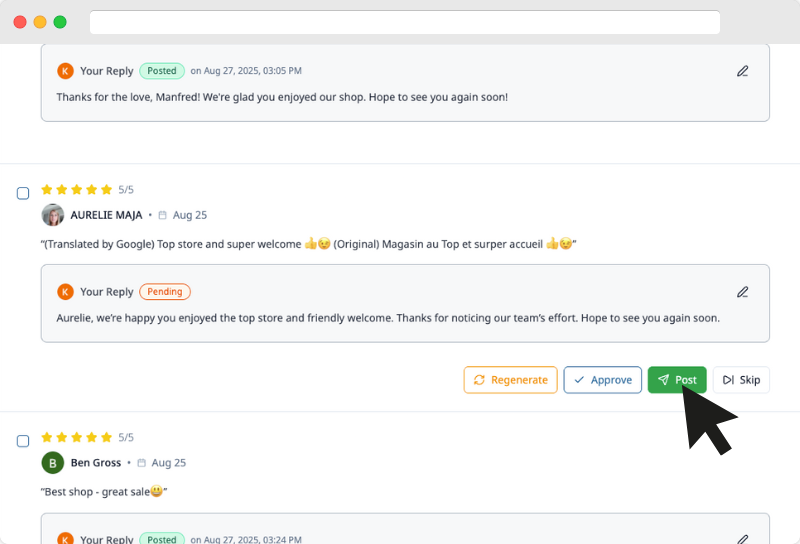 K Your Reply Posted on Aug 27, 2025, 03:05 PM
Thanks for the love, Manfred! We're glad you enjoyed our shop. Hope to see you again soon!
5/5
AURELIE MAJA • Aug 25
“(Translated by Google) Top store and super welcome 👍😉 (Original) Magasin au Top et surper accueil 👍😉”
K Your Reply Pending
Aurelie, we’re happy you enjoyed the top store and friendly welcome. Thanks for noticing our team’s effort. Hope to see you again soon.
Regenerate Approve Post Skip
5/5
B Ben Gross • Aug 25
“Best shop - great sale😃”
K Your Reply Posted on Aug 27, 2025, 03:24 PM